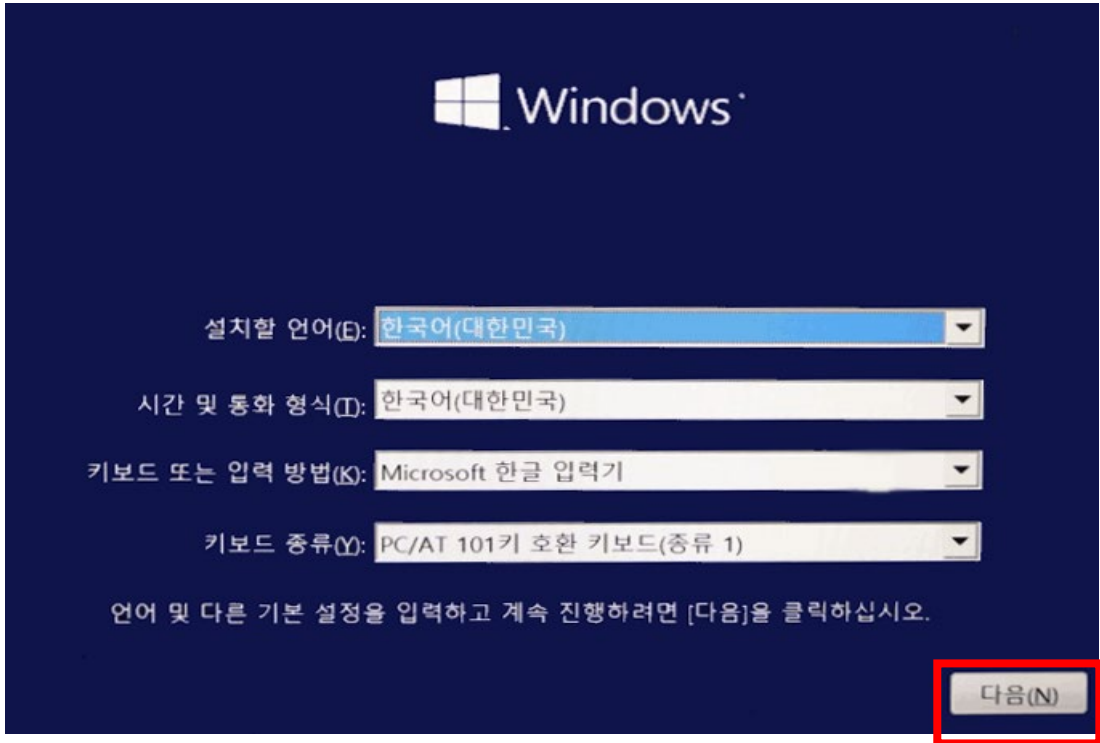 Windows
설치할 언어(E): 한국어(대한민국)
시간 및 통화 형식(T): 한국어(대한민국)
키보드 또는 입력 방법(K): Microsoft 한글 입력기
키보드 종류(Y): PC/AT 101키 호환 키보드(종류 1)
언어 및 다른 기본 설정을 입력하고 계속 진행하려면 [다음]을 클릭하십시오.
다음(N)